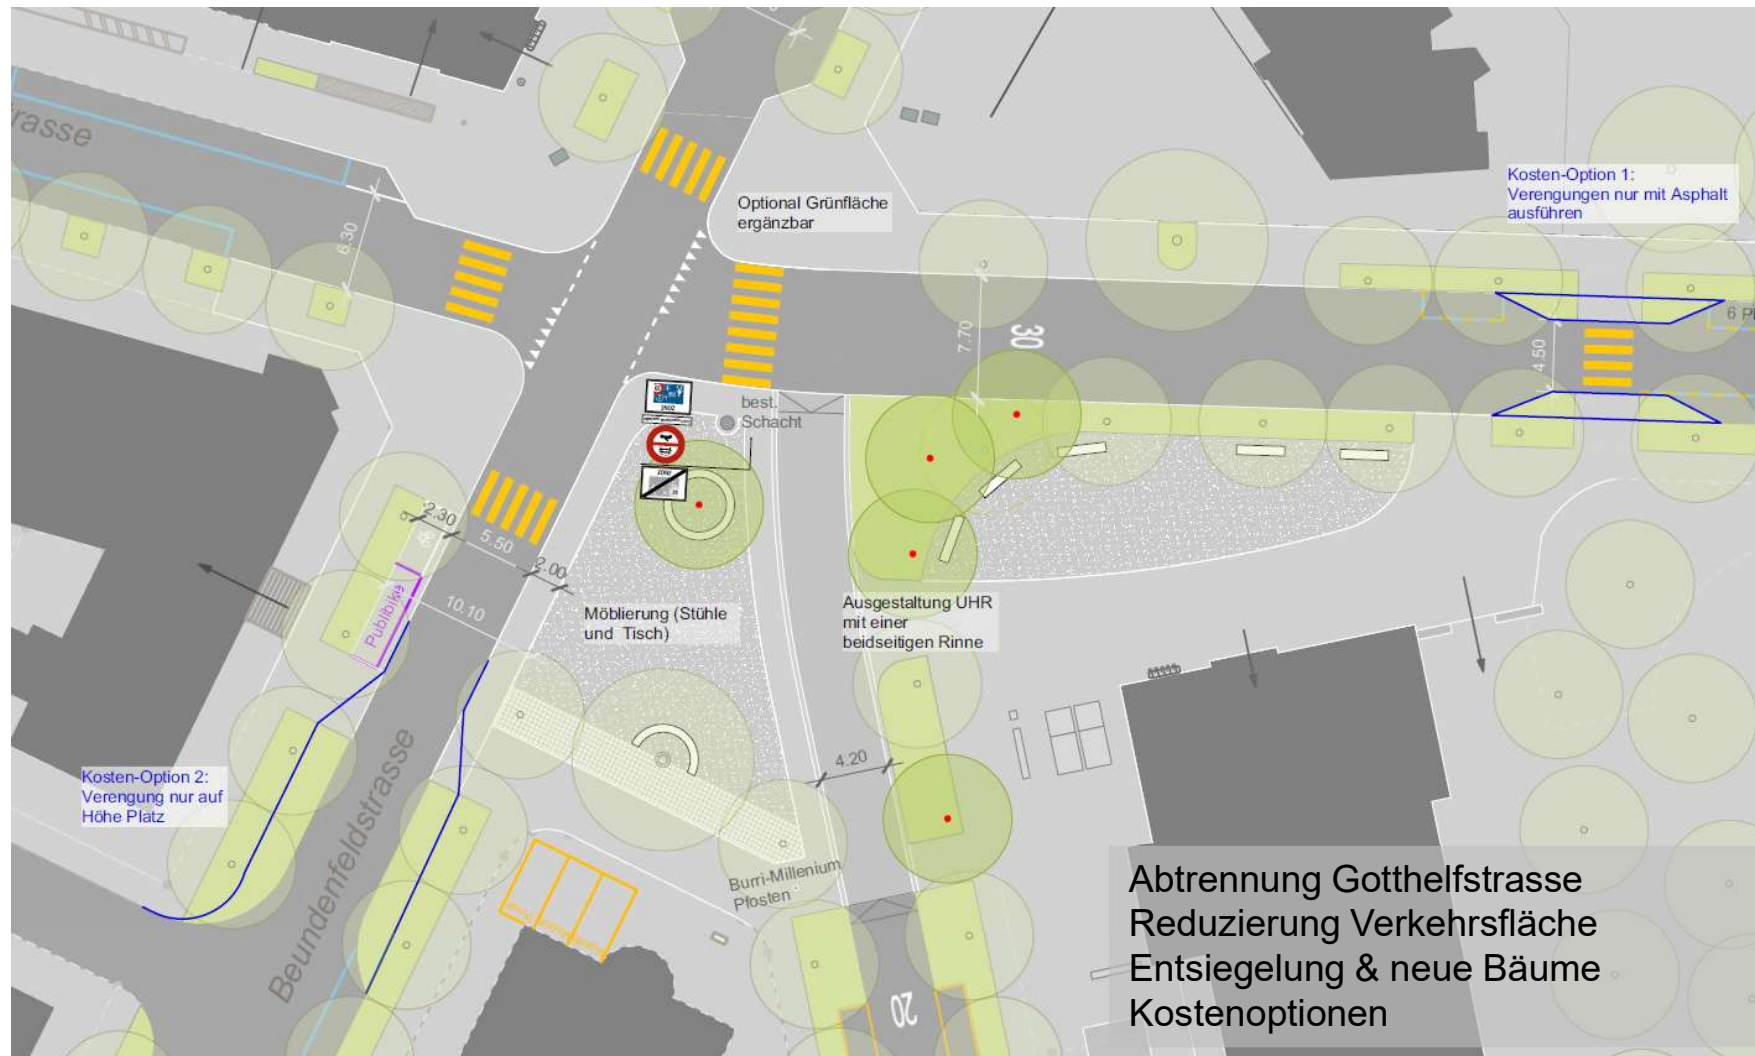 rasse
6.30
Optional Grünfläche
ergänzbar
Kosten-Option 1:
Verengungen nur mit Asphalt
ausführen
7.70
30
4.50
6 P
ZONE
best.
Schacht
2.30
5.50
2.00
10.10
Publibike
Möblierung (Stühle
und Tisch)
Ausgestaltung UHR
mit einer
beidseitigen Rinne
4.20
Kosten-Option 2:
Verengung nur auf
Höhe Platz
Beundenfeldstrasse
Burri-Millenium
Pfosten
20
Abtrennung Gotthelfstrasse
Reduzierung Verkehrsfläche
Entsiegelung & neue Bäume
Kostenoptionen